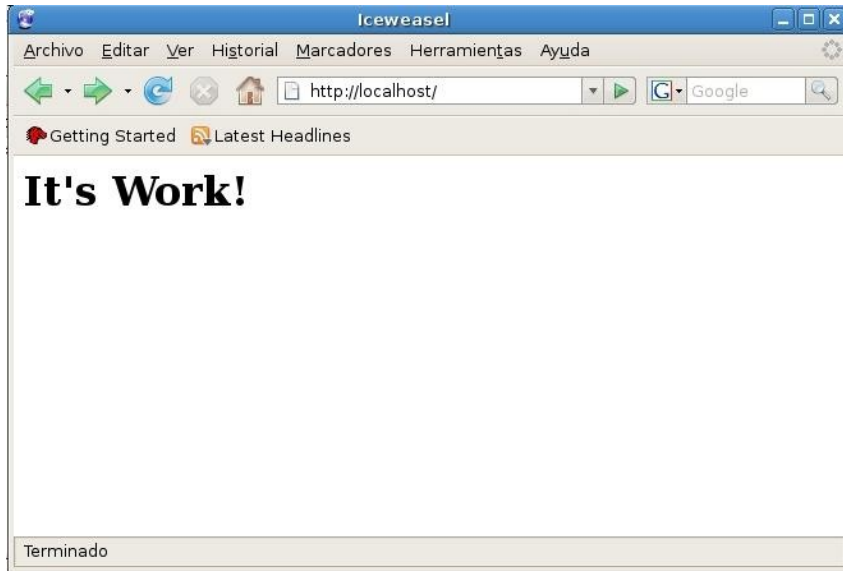 Iceweasel
Archivo Editar Ver Historial Marcadores Herramientas Ayuda
http://localhost/ G Google
Getting Started Latest Headlines
It's Work!
Terminado